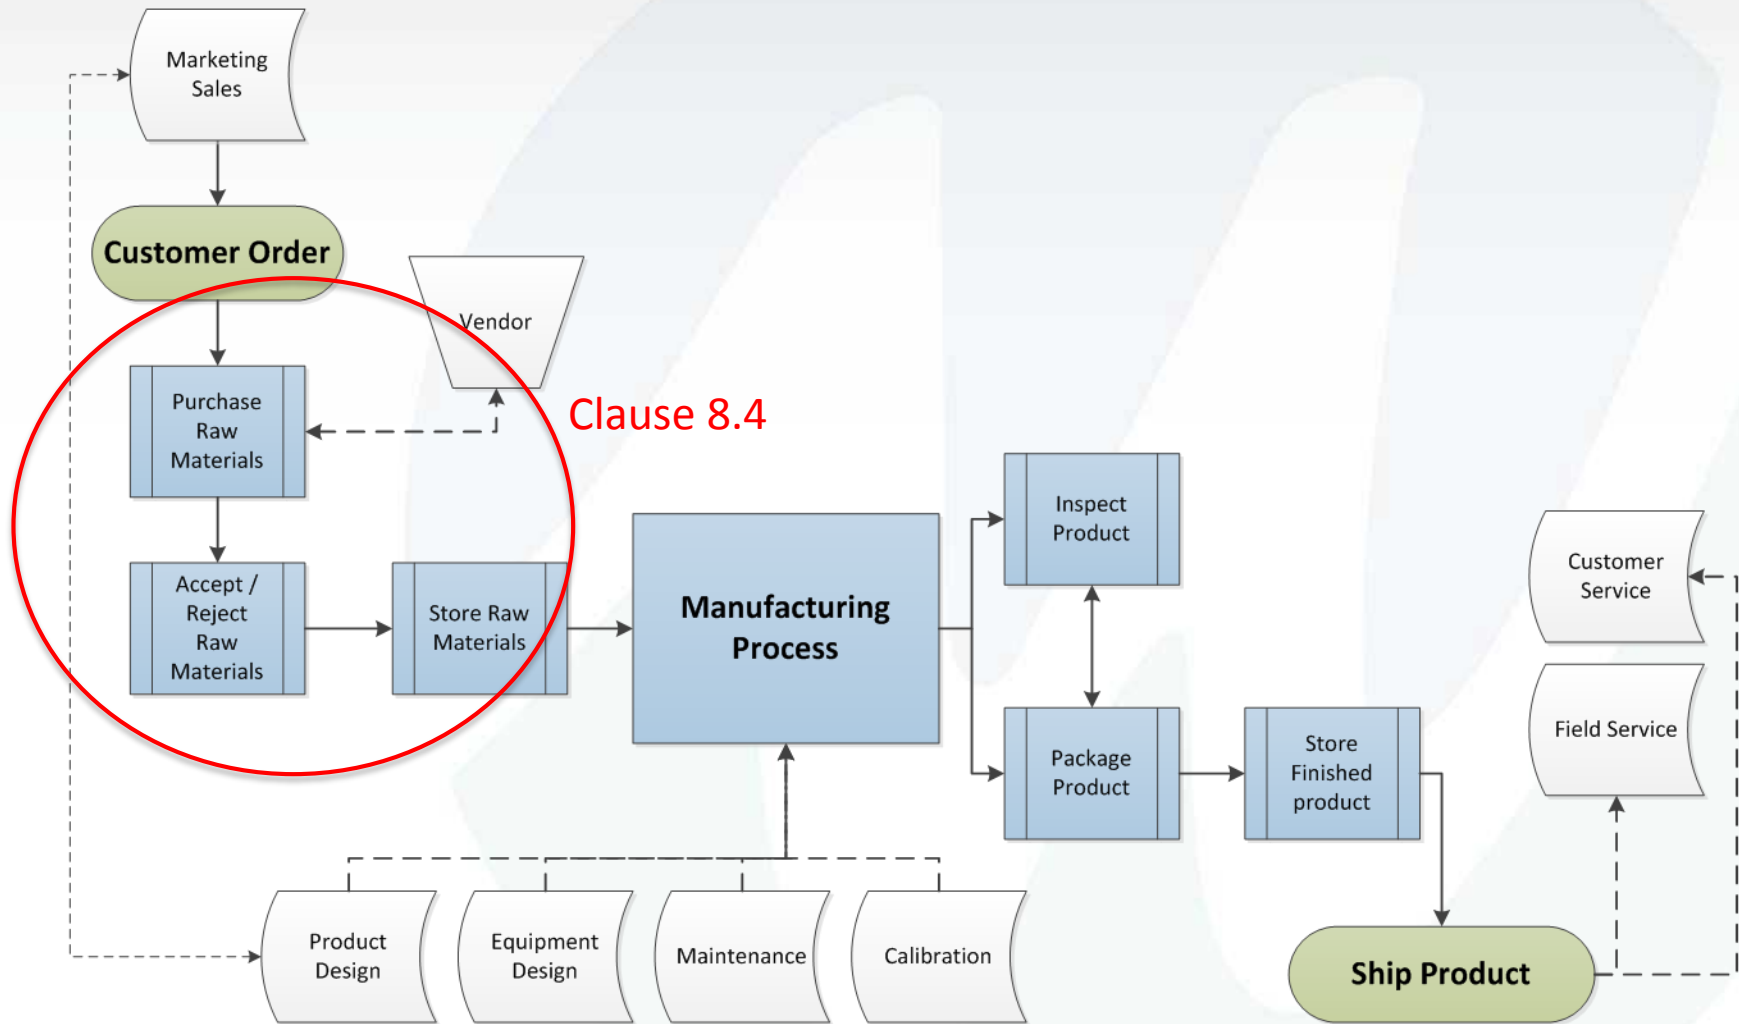 Marketing
Sales
Customer Order
Vendor
Purchase
Raw
Materials
Clause 8.4
Accept /
Reject
Raw
Materials
Store Raw
Materials
Manufacturing
Process
Inspect
Product
Package
Product
Store
Finished
product
Customer
Service
Field Service
Product
Design
Equipment
Design
Maintenance
Calibration
Ship Product